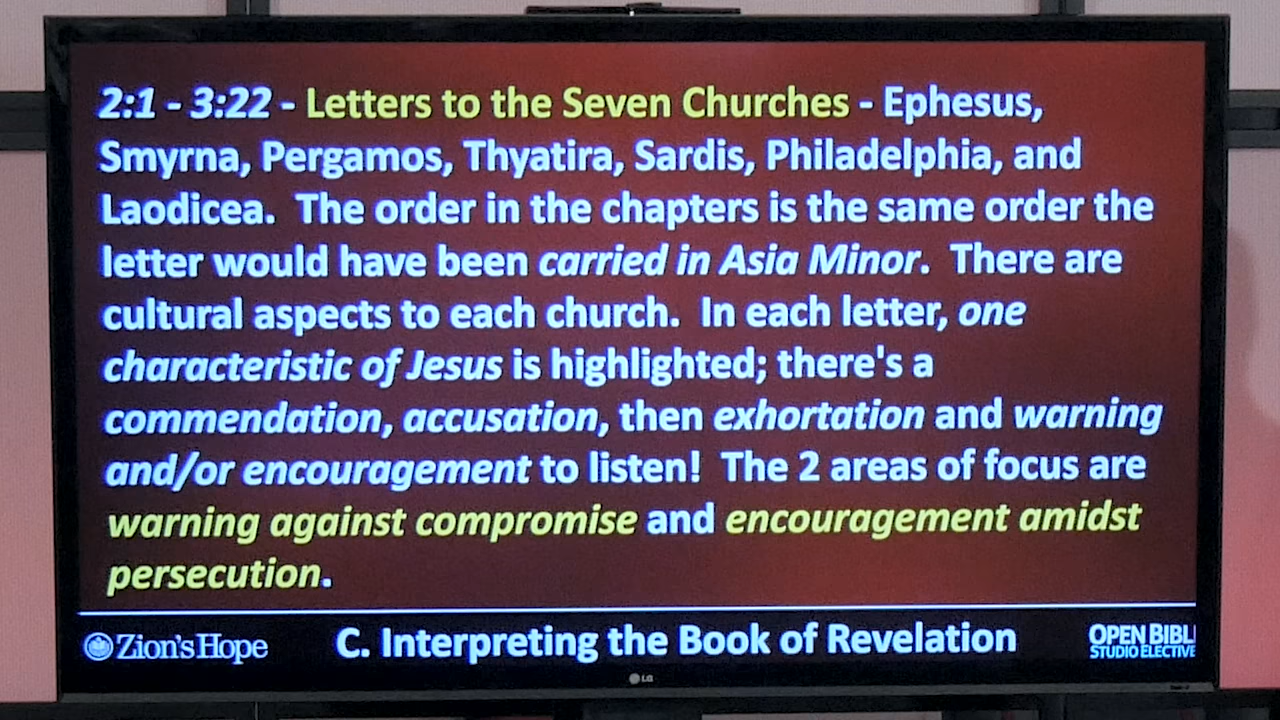 2:1 - 3:22 - Letters to the Seven Churches - Ephesus,
Smyrna, Pergamos, Thyatira, Sardis, Philadelphia, and
Laodicea. The order in the chapters is the same order the
letter would have been carried in Asia Minor. There are
cultural aspects to each church. In each letter, one
characteristic of Jesus is highlighted; there's a
commendation, accusation, then exhortation and warning
and/or encouragement to listen! The 2 areas of focus are
warning against compromise and encouragement amidst
persecution.
Zion's Hope
C. Interpreting the Book of Revelation
OPEN BIBL
STUDIO ELECTIVE
LG